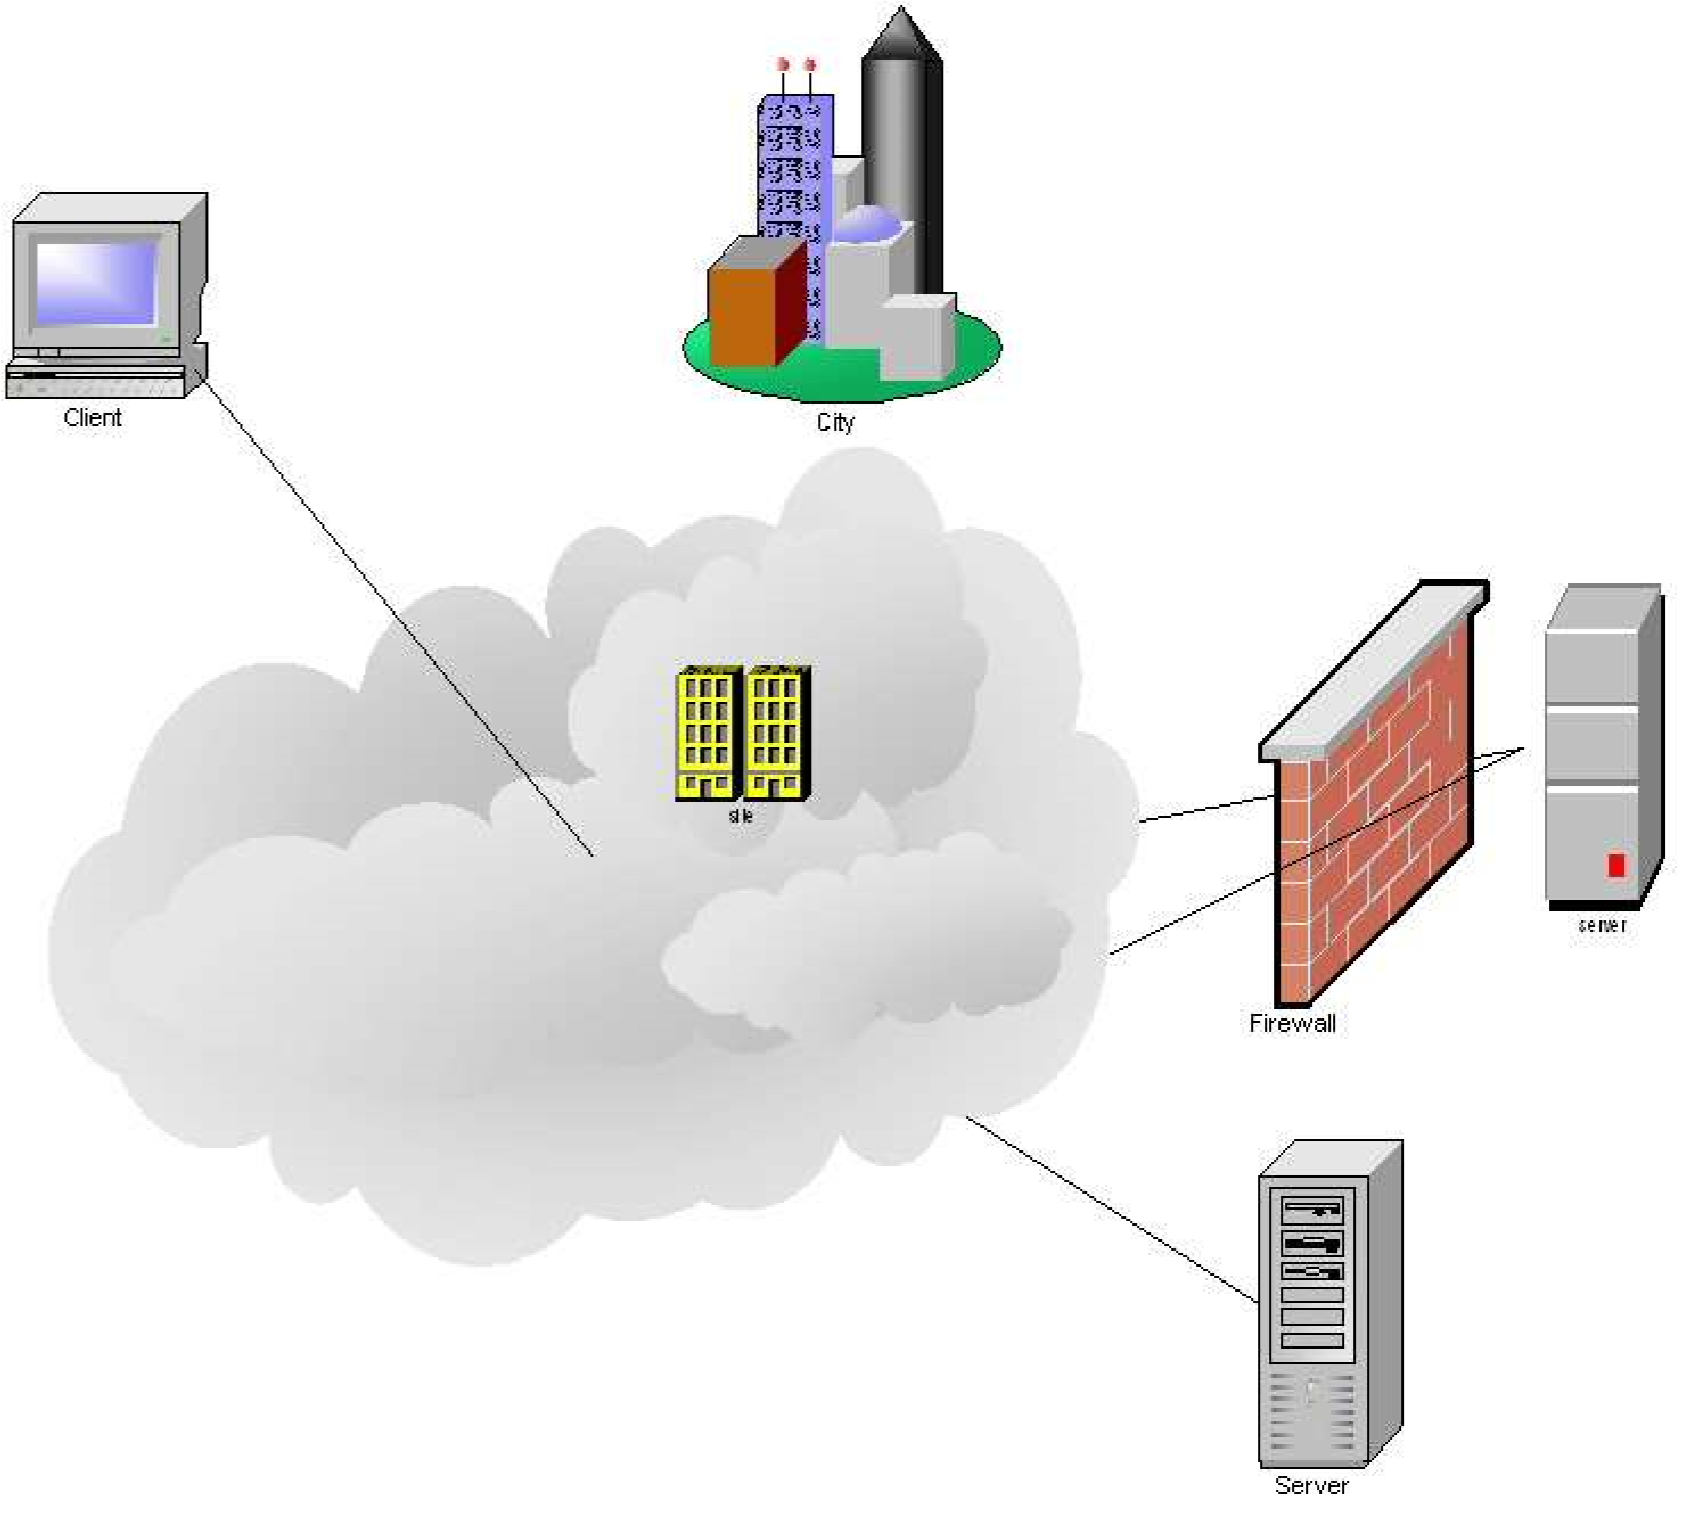 Client
City
site
server
Firewall
Server